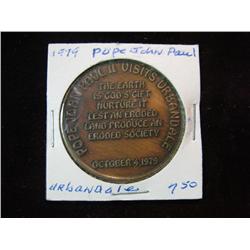 1979 Pope John Paul
POPE JOHN PAUL II VISITS URBANDALE
THE EARTH
IS GOD'S GIFT
NURTURE IT
LEST AN ERODED
LAND PRODUCE AN
ERODED SOCIETY
OCTOBER 4, 1979
Urbandale 7.50